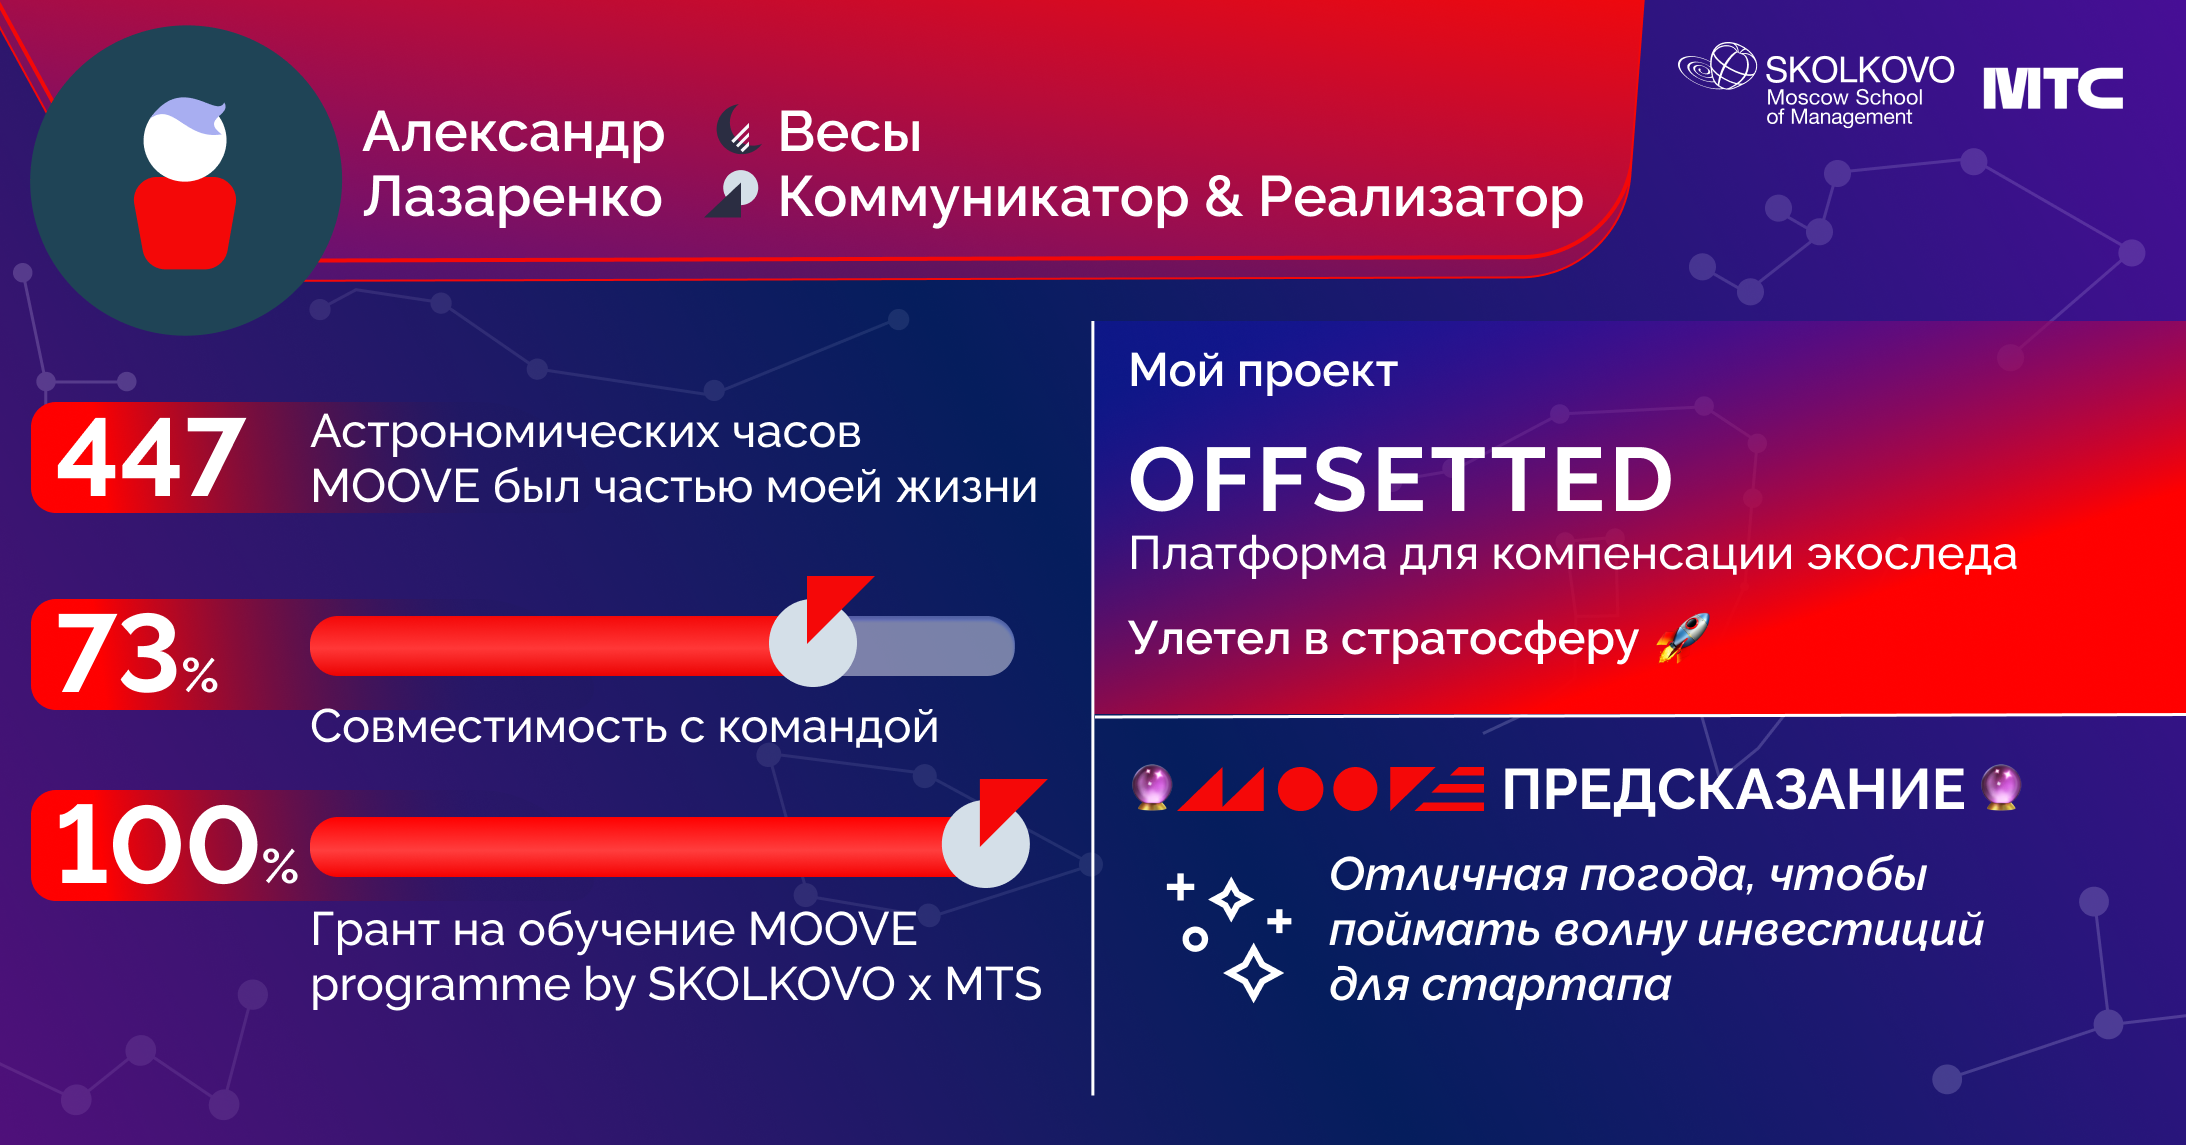 Александр
Лазаренко
Весы
Коммуникатор & Реализатор
SKOLKOVO
Moscow School
of Management
МТС
447
Астрономических часов
MOOVE был частью моей жизни
73%
Совместимость с командой
100%
Грант на обучение MOOVE
programme by SKOLKOVO x MTS
Мой проект
OFFSETTED
Платформа для компенсации экоследа
Улетел в стратосферу 🚀
🔮 MOOVE ПРЕДСКАЗАНИЕ 🔮
Отличная погода, чтобы
поймать волну инвестиций
для стартапа